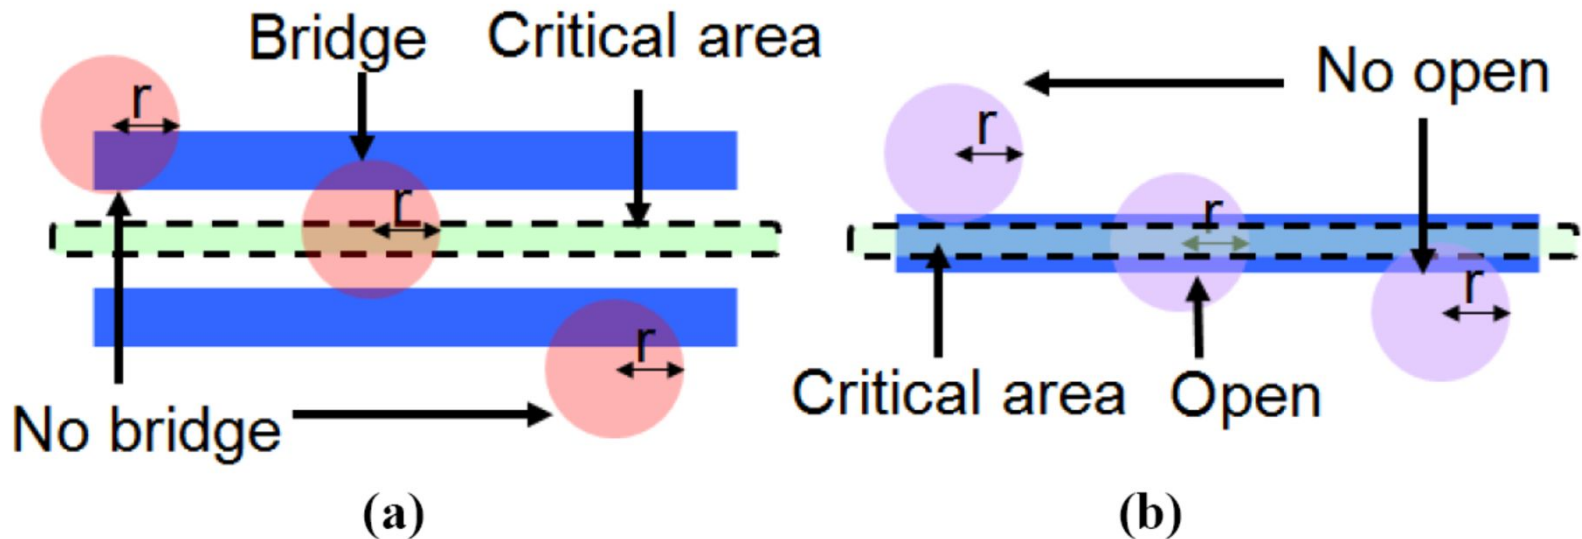 Bridge
Critical area
r
r
r
No bridge
(a)
No open
r
r
r
Critical area
Open
(b)